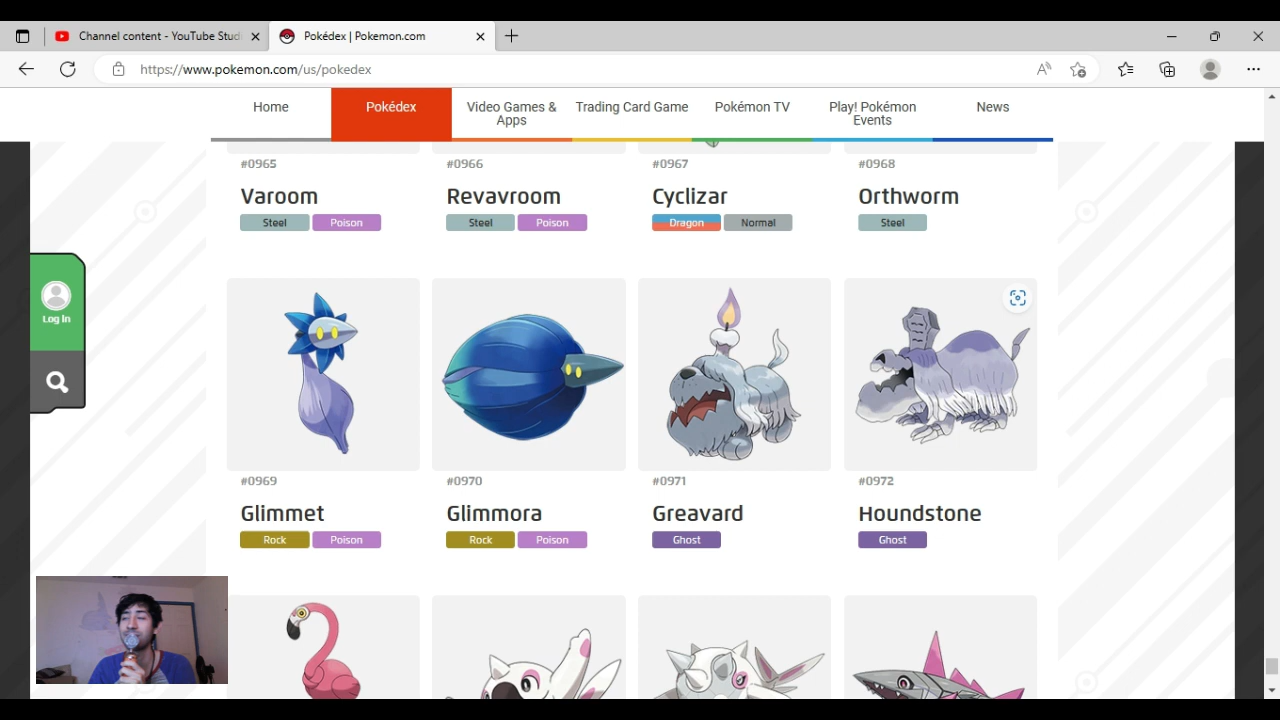 Channel content - YouTube Stud
Pokédex | Pokemon.com
https://www.pokemon.com/us/pokedex
Home
Pokédex
Video Games &
Apps
Trading Card Game
Pokémon TV
Play! Pokémon
Events
News
#0965
#0966
#0967
#0968
Varoom
Revavroom
Cyclizar
Orthworm
Steel Poison
Steel Poison
Dragon Normal
Steel
Log In
#0969
#0970
#0971
#0972
Glimmet
Glimmora
Greavard
Houndstone
Rock Poison
Rock Poison
Ghost
Ghost